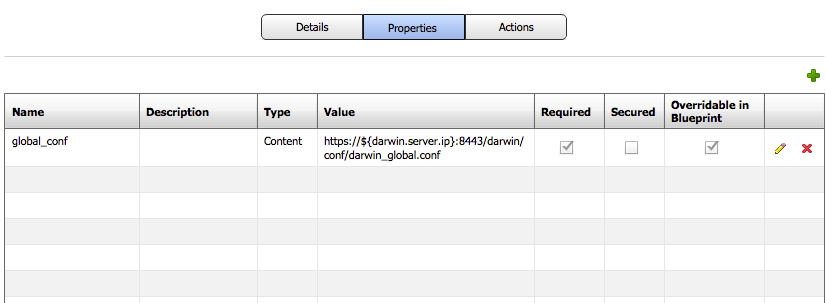 Details Properties Actions
Name Description Type Value Required Secured Overridable in
Blueprint
global_conf Content https://${darwin.server.ip}:8443/darwin/
conf/darwin_global.conf